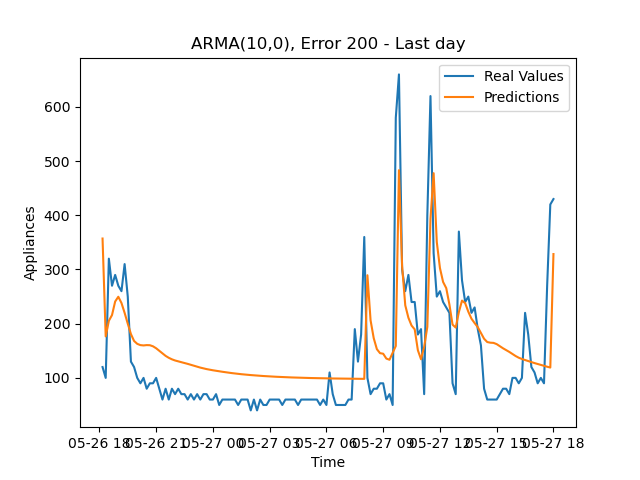 ARMA(10,0), Error 200 - Last day
Real Values
Predictions
600
500
400
300
200
100
Appliances
05-26 18 05-26 21 05-27 00 05-27 03 05-27 06 05-27 09 05-27 12 05-27 15 05-27 18
Time